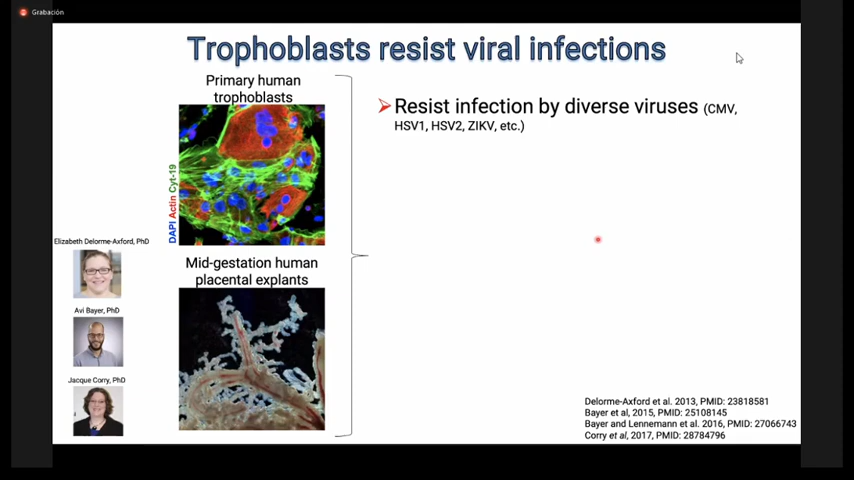 Grabación
Trophoblasts resist viral infections
Primary human
trophoblasts
DAPI Actin Cyt-19
Mid-gestation human
placental explants
Elizabeth Delorme-Axford, PhD
Avi Bayer, PhD
Jacque Corry, PhD
➢Resist infection by diverse viruses (CMV,
HSV1, HSV2, ZIKV, etc.)
Delorme-Axford et al. 2013, PMID: 23818581
Bayer et al, 2015, PMID: 25108145
Bayer and Lennemann et al. 2016, PMID: 27066743
Corry et al, 2017, PMID: 28784796